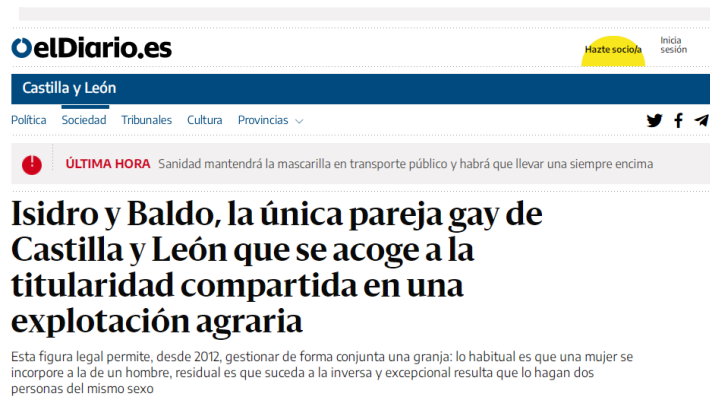 elDiario.es
Hazte socio/a
Inicia
sesión
Castilla y León
Política Sociedad Tribunales Cultura Provincias
ÚLTIMA HORA Sanidad mantendrá la mascarilla en transporte público y habrá que llevar una siempre encima
Isidro y Baldo, la única pareja gay de
Castilla y León que se acoge a la
titularidad compartida en una
explotación agraria
Esta figura legal permite, desde 2012, gestionar de forma conjunta una granja: lo habitual es que una mujer se
incorpore a la de un hombre, residual es que suceda a la inversa y excepcional resulta que lo hagan dos
personas del mismo sexo